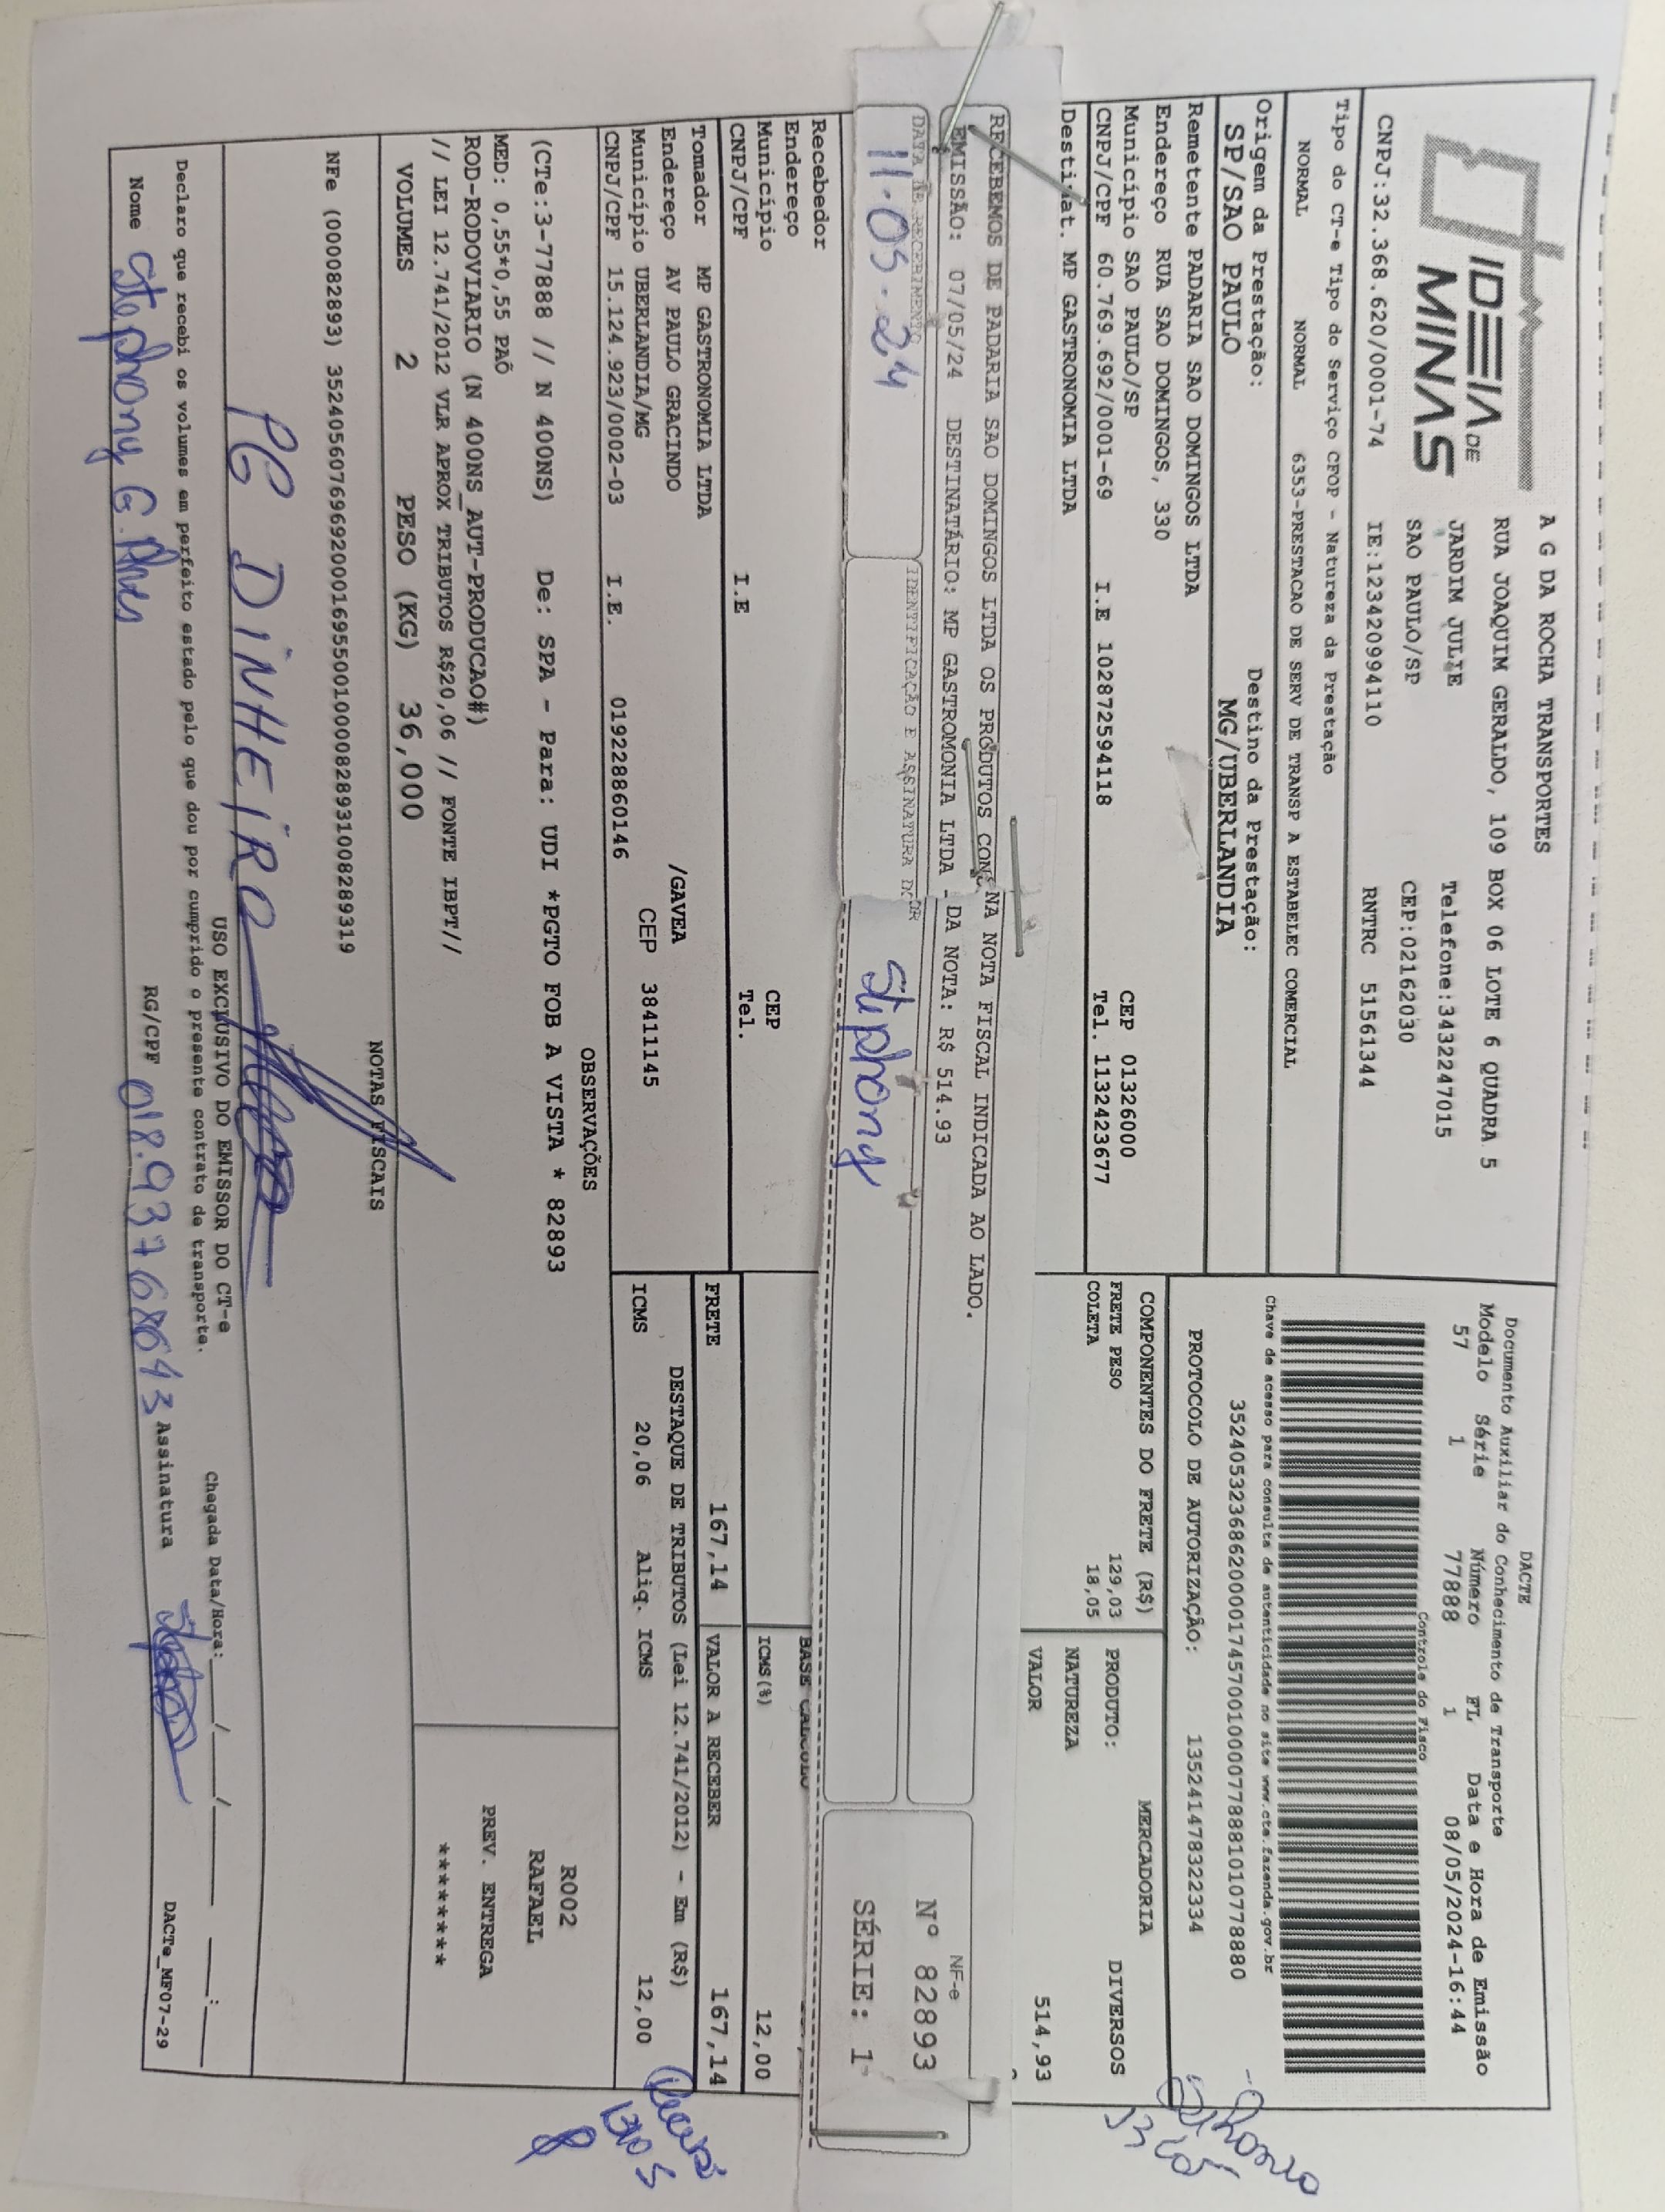 IDEIA DE
MINAS
A G DA ROCHA TRANSPORTES
RUA JOAQUIM GERALDO, 109 BOX 06 LOTE 6 QUADRA 5
JARDIM JULIE Telefone:3432247015
SAO PAULO/SP CEP:02162030
CNPJ:32.368.620/0001-74 IE:123420994110 RNTRC 51561344
DACTE
Documento Auxiliar do Conhecimento de Transporte
Modelo Série Número FL Data e Hora de Emissão
57 1 77888 1 08/05/2024-16:44
Controle do Fisco
Tipo do CT-e Tipo do Serviço CFOP - Natureza da Prestação
NORMAL NORMAL 6353-PRESTACAO DE SERV DE TRANSP A ESTABELEC COMERCIAL
Chave de acesso para consulta de autenticidade no site www.cte.fazenda.gov.br
35240532368620000174570010000778881010778880
Origem da Prestação: Destino da Prestação:
SP/SAO PAULO MG/UBERLANDIA
PROTOCOLO DE AUTORIZAÇÃO: 135241478322334
Remetente PADARIA SAO DOMINGOS LTDA
Endereço RUA SAO DOMINGOS, 330
Município SAO PAULO/SP CEP 01326000
CNPJ/CPF 60.769.692/0001-69 I.E 102872594118 Tel. 1132423677
Destinat. MP GASTRONOMIA LTDA
COMPONENTES DO FRETE (R$) MERCADORIA
FRETE PESO 129,03 PRODUTO: DIVERSOS
COLETA 18,05 NATUREZA
VALOR 514,93
RECEBEMOS DE PADARIA SAO DOMINGOS LTDA OS PRODUTOS CONS NA NOTA FISCAL INDICADA AO LADO.
EMISSÃO: 07/05/24 DESTINATÁRIO: MP GASTROMONIA LTDA - DA NOTA: R$ 514.93
DATA DE RECEBIMENTO IDENTIFICAÇÃO E ASSINATURA DO OR
11.05.24 Stephony
NF-e
Nº 82893
SÉRIE: 1
Recebedor
Endereço
Município CEP
CNPJ/CPF I.E Tel.
BASE CALCULO
ICMS(%) 12,00
Tomador MP GASTRONOMIA LTDA
Endereço AV PAULO GRACINDO /GAVEA
Município UBERLANDIA/MG CEP 38411145
CNPJ/CPF 15.124.923/0002-03 I.E. 019228860146
FRETE 167,14 VALOR A RECEBER 167,14
DESTAQUE DE TRIBUTOS (Lei 12.741/2012) - Em (R$)
ICMS 20,06 Aliq. ICMS 12,00
OBSERVAÇÕES
(CTe:3-77888 // N 400NS) De: SPA - Para: UDI *PGTO FOB A VISTA * 82893
MED: 0,55*0,55 PAÕ
ROD-RODOVIARIO (N 400NS_AUT-PRODUCAO#)
// LEI 12.741/2012 VLR APROX TRIBUTOS R$20,06 // FONTE IBPT//
VOLUMES 2 PESO (KG) 36,000
R002
RAFAEL
PREV. ENTREGA
********
NOTAS FISCAIS
NFe (000082893) 35240560769692000169550010000828931008289319
PG DINHEIRO
USO EXCLUSIVO DO EMISSOR DO CT-e
Declaro que recebi os volumes em perfeito estado pelo que dou por cumprido o presente contrato de transporte.
Chegada Data/Hora: ____/____/______ ___:___
Nome Stephony G. Alves RG/CPF 018.93768643 Assinatura
DACTe_MF07-29